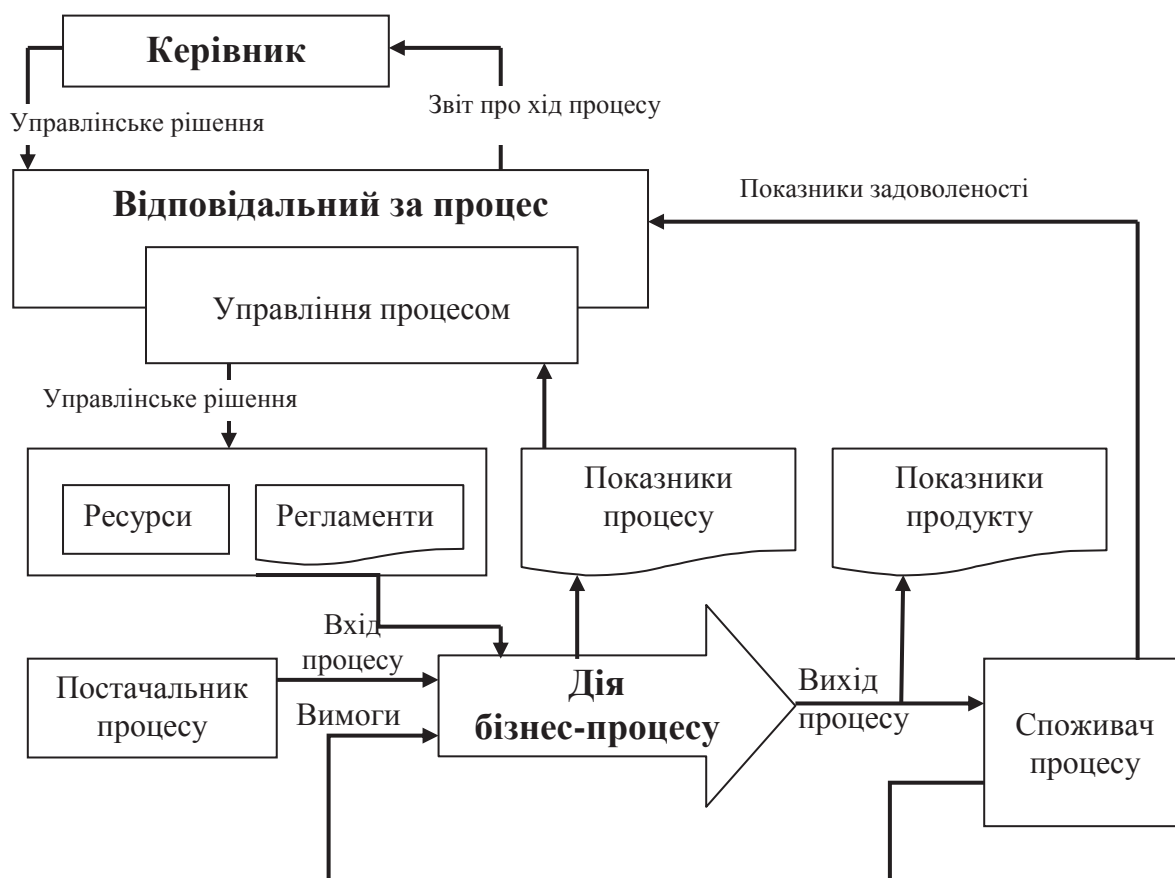 Керівник
Управлінське рішення
Звіт про хід процесу
Відповідальний за процес
Показники задоволеності
Управління процесом
Управлінське рішення
Ресурси
Регламенти
Показники
процесу
Показники
продукту
Вхід
процесу
Постачальник
процесу
Вимоги
Дія
бізнес-процесу
Вихід
процесу
Споживач
процесу